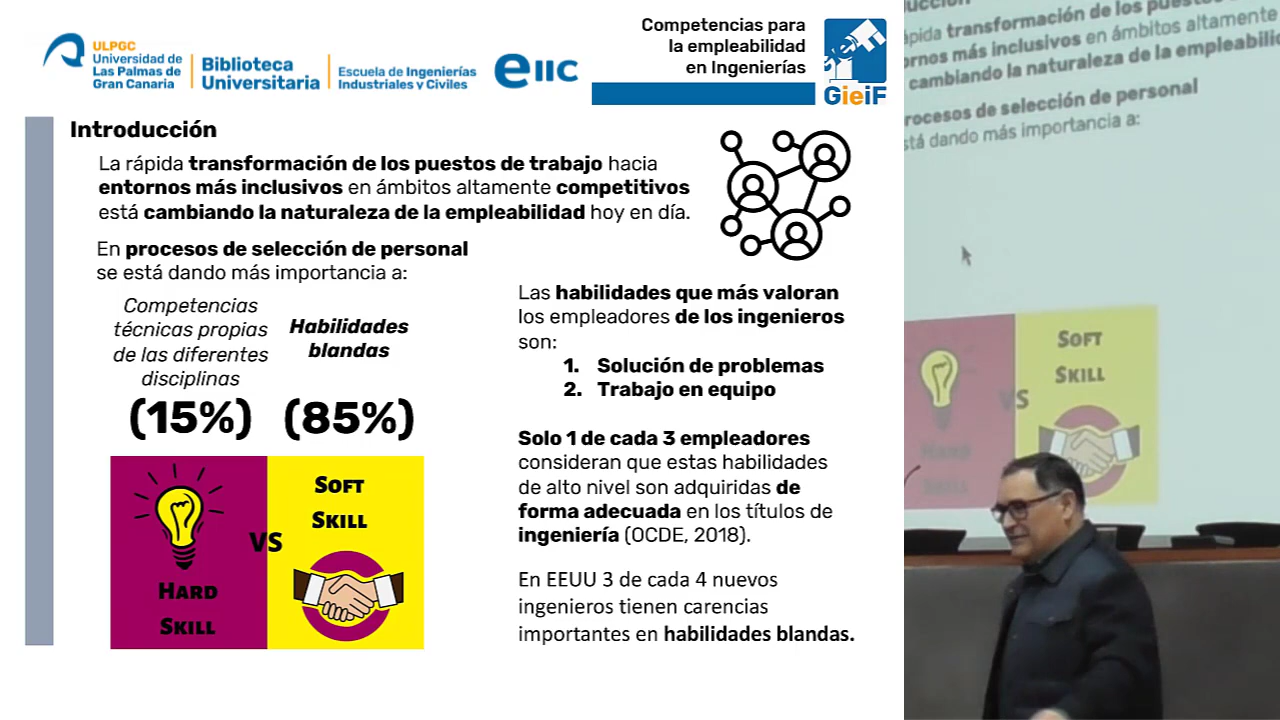 ULPGC
Universidad de
Las Palmas de
Gran Canaria
Biblioteca
Universitaria
Escuela de Ingenierías
Industriales y Civiles
eiic
Competencias para
la empleabilidad
en Ingenierías
GieiF
Introducción
La rápida transformación de los puestos de trabajo hacia
entornos más inclusivos en ámbitos altamente competitivos
está cambiando la naturaleza de la empleabilidad hoy en día.
En procesos de selección de personal
se está dando más importancia a:
Competencias
técnicas propias
de las diferentes
disciplinas
(15%)
Habilidades
blandas
(85%)
Hard
Skill
VS
Soft
Skill
Las habilidades que más valoran
los empleadores de los ingenieros
son:
1. Solución de problemas
2. Trabajo en equipo
Solo 1 de cada 3 empleadores
consideran que estas habilidades
de alto nivel son adquiridas de
forma adecuada en los títulos de
ingeniería (OCDE, 2018).
En EEUU 3 de cada 4 nuevos
ingenieros tienen carencias
importantes en habilidades blandas.
ducción
ápida transformación de los puestos
ornos más inclusivos en ámbitos altamente
cambiando la naturaleza de la empleabilid
rocesos de selección de personal
stá dando más importancia a:
Hard
Skill
VS
Soft
Skill